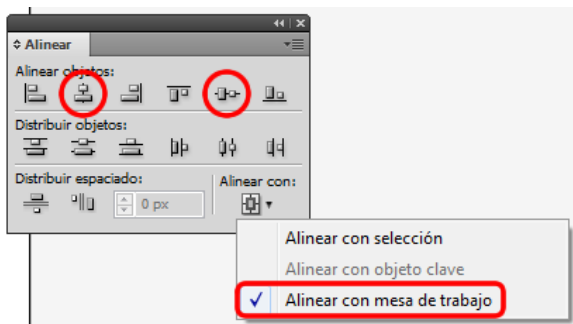 Alinear
Alinear objetos:
Distribuir objetos:
Distribuir espaciado:
Alinear con:
0 px
Alinear con selección
Alinear con objeto clave
Alinear con mesa de trabajo